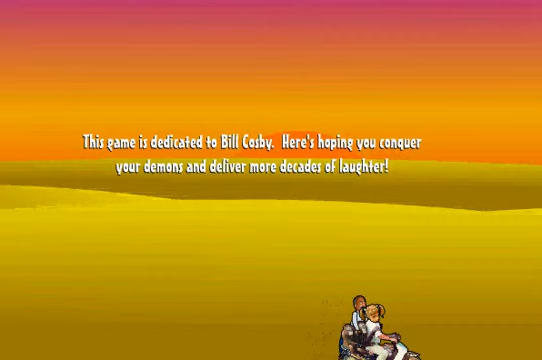 This game is dedicated to Bill Cosby. Here's hoping you conquer
your demons and deliver more decades of laughter!